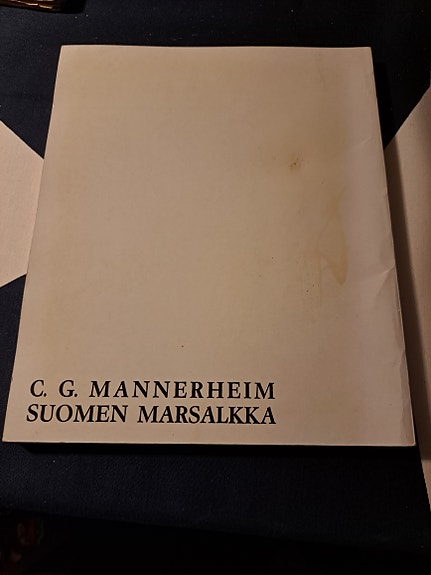 C. G. MANNERHEIM
SUOMEN MARSALKKA